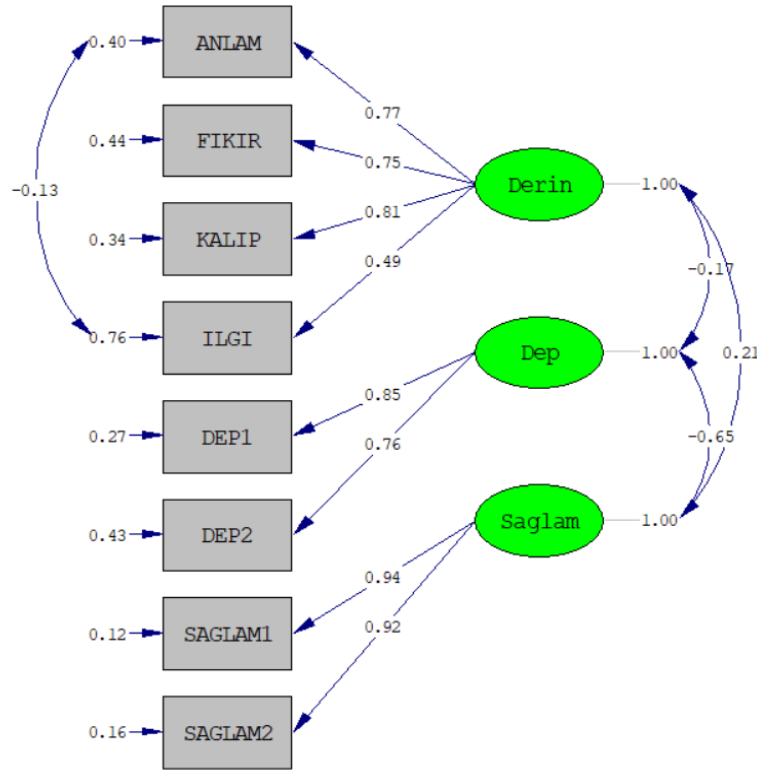 0.40 ANLAM
0.77
0.44 FIKIR
0.75
Derin 1.00
-0.13
0.81
0.34 KALIP
0.49
-0.17
0.76 ILGI
Dep 1.00 0.21
0.85
0.27 DEP1
0.76
-0.65
0.43 DEP2
Saglam 1.00
0.94
0.12 SAGLAM1
0.92
0.16 SAGLAM2